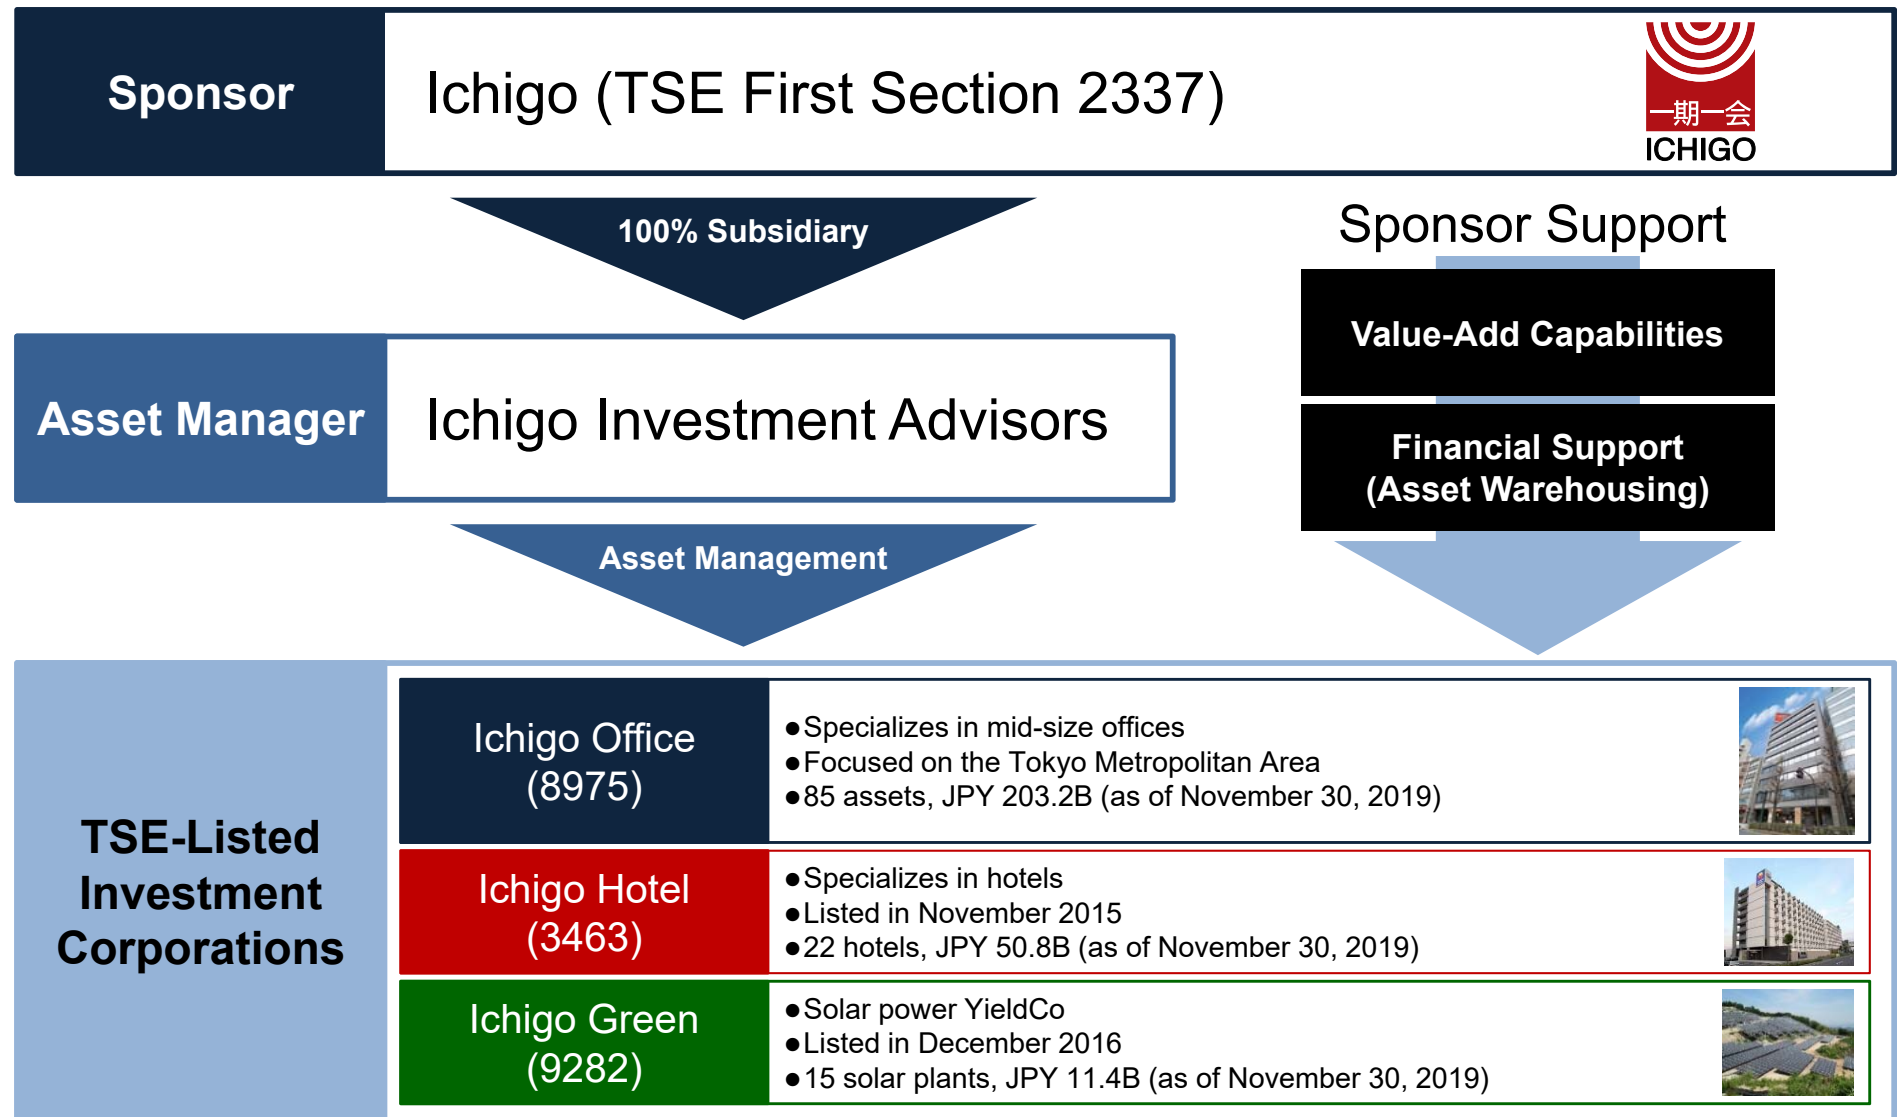 Sponsor
Ichigo (TSE First Section 2337)
一期一会
ICHIGO
100% Subsidiary
Sponsor Support
Value-Add Capabilities
Financial Support
(Asset Warehousing)
Asset Manager
Ichigo Investment Advisors
Asset Management
TSE-Listed
Investment
Corporations
Ichigo Office
(8975)
●Specializes in mid-size offices
●Focused on the Tokyo Metropolitan Area
●85 assets, JPY 203.2B (as of November 30, 2019)
Ichigo Hotel
(3463)
●Specializes in hotels
●Listed in November 2015
●22 hotels, JPY 50.8B (as of November 30, 2019)
Ichigo Green
(9282)
●Solar power YieldCo
●Listed in December 2016
●15 solar plants, JPY 11.4B (as of November 30, 2019)